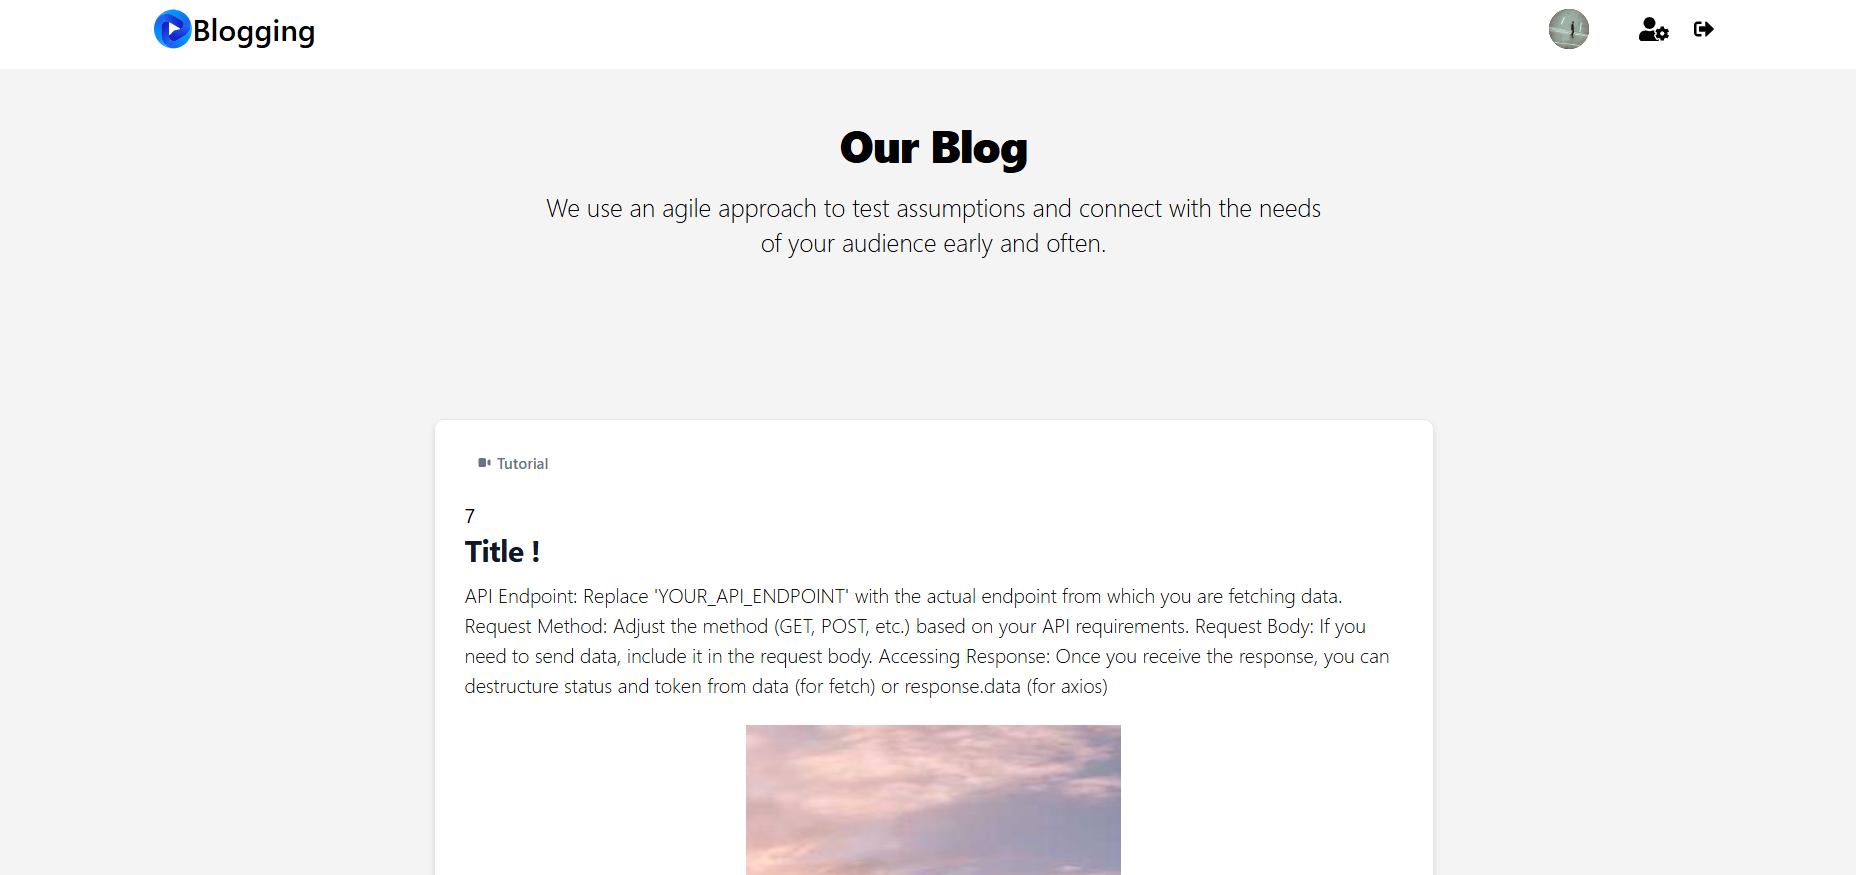 Blogging
Our Blog
We use an agile approach to test assumptions and connect with the needs
of your audience early and often.
Tutorial
7
Title !
API Endpoint: Replace 'YOUR_API_ENDPOINT' with the actual endpoint from which you are fetching data.
Request Method: Adjust the method (GET, POST, etc.) based on your API requirements. Request Body: If you
need to send data, include it in the request body. Accessing Response: Once you receive the response, you can
destructure status and token from data (for fetch) or response.data (for axios)